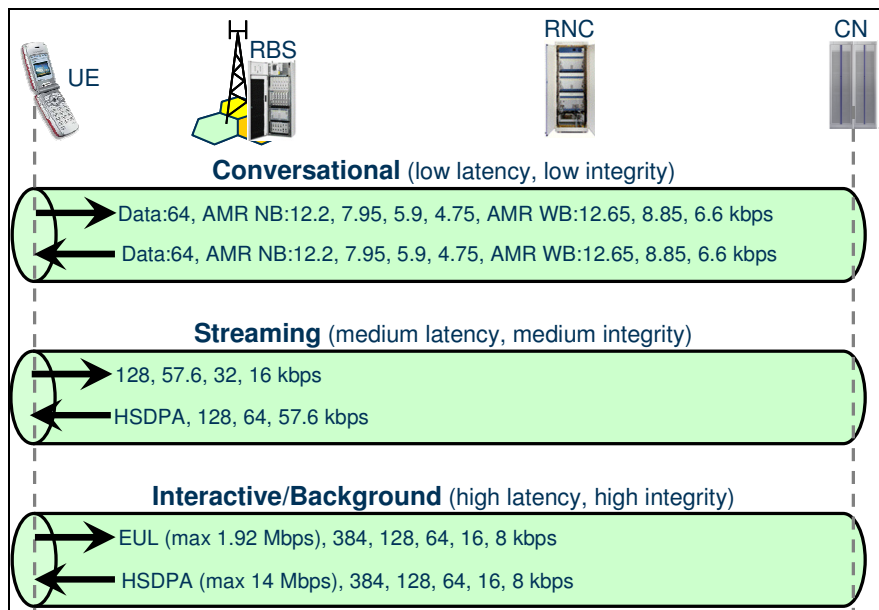 UE
RBS
RNC
CN
Conversational (low latency, low integrity)
Data:64, AMR NB:12.2, 7.95, 5.9, 4.75, AMR WB:12.65, 8.85, 6.6 kbps
Data:64, AMR NB:12.2, 7.95, 5.9, 4.75, AMR WB:12.65, 8.85, 6.6 kbps
Streaming (medium latency, medium integrity)
128, 57.6, 32, 16 kbps
HSDPA, 128, 64, 57.6 kbps
Interactive/Background (high latency, high integrity)
EUL (max 1.92 Mbps), 384, 128, 64, 16, 8 kbps
HSDPA (max 14 Mbps), 384, 128, 64, 16, 8 kbps